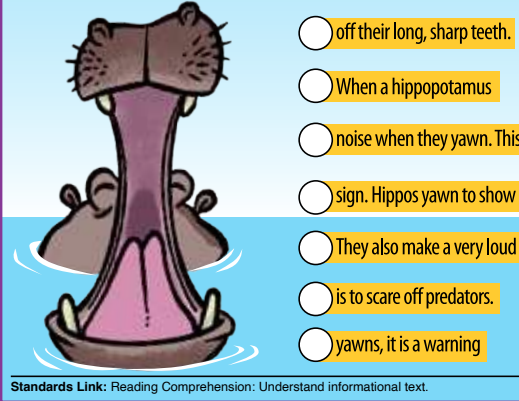 off their long, sharp teeth.
When a hippopotamus
noise when they yawn. This
sign. Hippos yawn to show
They also make a very loud
is to scare off predators.
yawns, it is a warning
Standards Link: Reading Comprehension: Understand informational text.